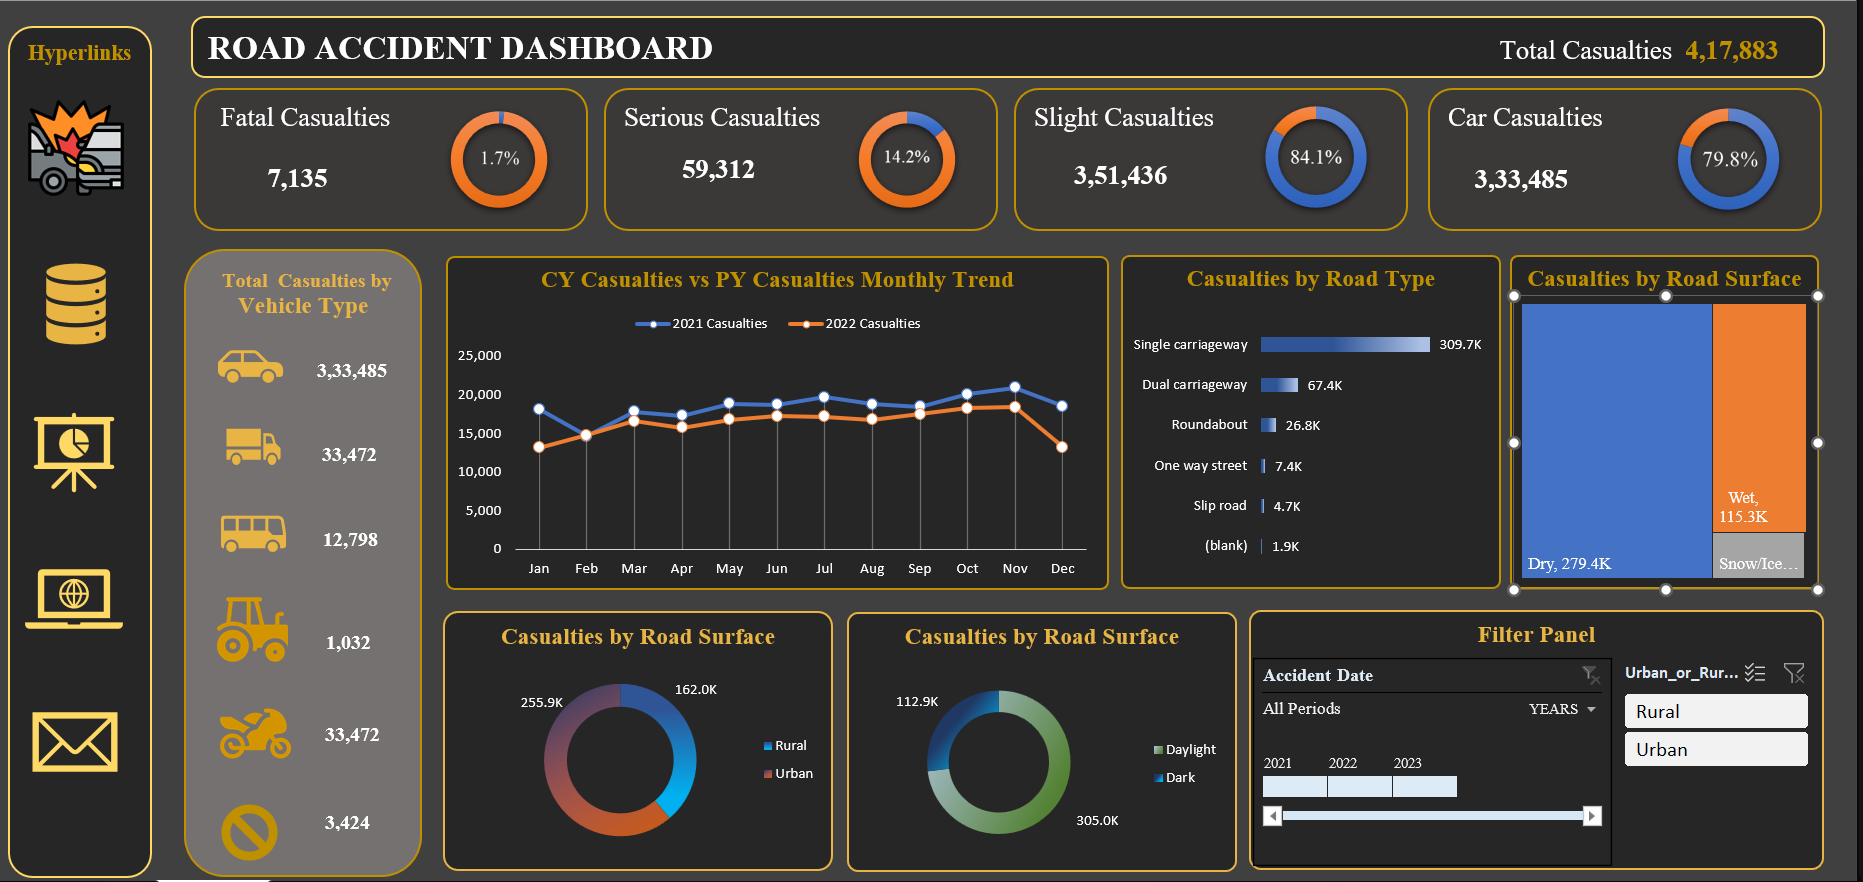 Hyperlinks
ROAD ACCIDENT DASHBOARD
Total Casualties 4,17,883
Fatal Casualties
7,135
1.7%
Serious Casualties
59,312
14.2%
Slight Casualties
3,51,436
84.1%
Car Casualties
3,33,485
79.8%
Total Casualties by
Vehicle Type
3,33,485
33,472
12,798
1,032
33,472
3,424
CY Casualties vs PY Casualties Monthly Trend
2021 Casualties 2022 Casualties
25,000
20,000
15,000
10,000
5,000
0
Jan Feb Mar Apr May Jun Jul Aug Sep Oct Nov Dec
Casualties by Road Type
Single carriageway 309.7K
Dual carriageway 67.4K
Roundabout 26.8K
One way street 7.4K
Slip road 4.7K
(blank) 1.9K
Casualties by Road Surface
Wet,
115.3K
Dry, 279.4K
Snow/Ice...
Casualties by Road Surface
255.9K
162.0K
Rural
Urban
Casualties by Road Surface
112.9K
305.0K
Daylight
Dark
Filter Panel
Accident Date
All Periods YEARS
2021 2022 2023
Urban_or_Rur...
Rural
Urban